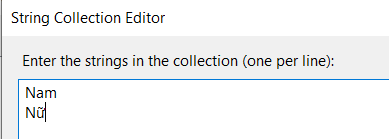 String Collection Editor
Enter the strings in the collection (one per line):
Nam
Nữ